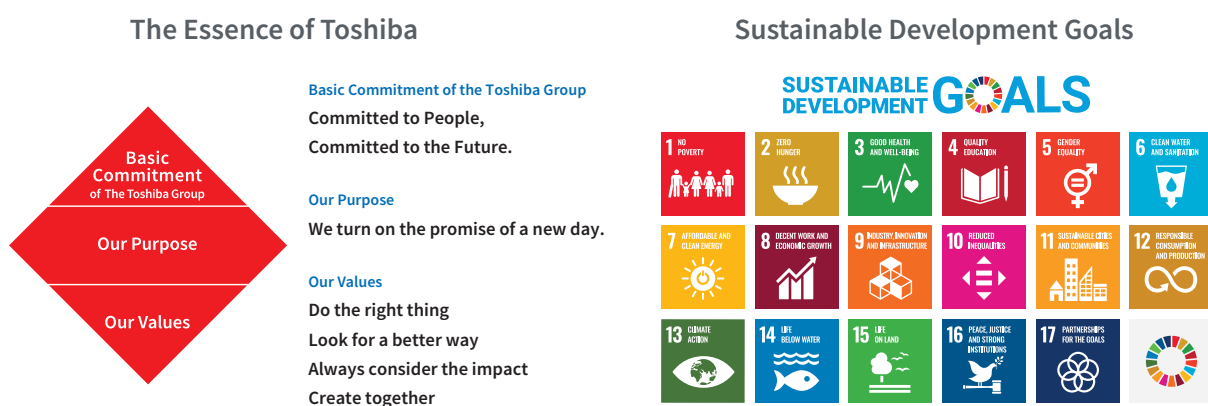 The Essence of Toshiba
Basic
Commitment
of The Toshiba Group
Our Purpose
Our Values
Basic Commitment of the Toshiba Group
Committed to People,
Committed to the Future.
Our Purpose
We turn on the promise of a new day.
Our Values
Do the right thing
Look for a better way
Always consider the impact
Create together
Sustainable Development Goals
SUSTAINABLE
DEVELOPMENT
GOALS
1 NO
POVERTY
2 ZERO
HUNGER
3 GOOD HEALTH
AND WELL-BEING
4 QUALITY
EDUCATION
5 GENDER
EQUALITY
6 CLEAN WATER
AND SANITATION
7 AFFORDABLE AND
CLEAN ENERGY
8 DECENT WORK AND
ECONOMIC GROWTH
9 INDUSTRY, INNOVATION
AND INFRASTRUCTURE
10 REDUCED
INEQUALITIES
11 SUSTAINABLE CITIES
AND COMMUNITIES
12 RESPONSIBLE
CONSUMPTION
AND PRODUCTION
13 CLIMATE
ACTION
14 LIFE
BELOW WATER
15 LIFE
ON LAND
16 PEACE, JUSTICE
AND STRONG
INSTITUTIONS
17 PARTNERSHIPS
FOR THE GOALS